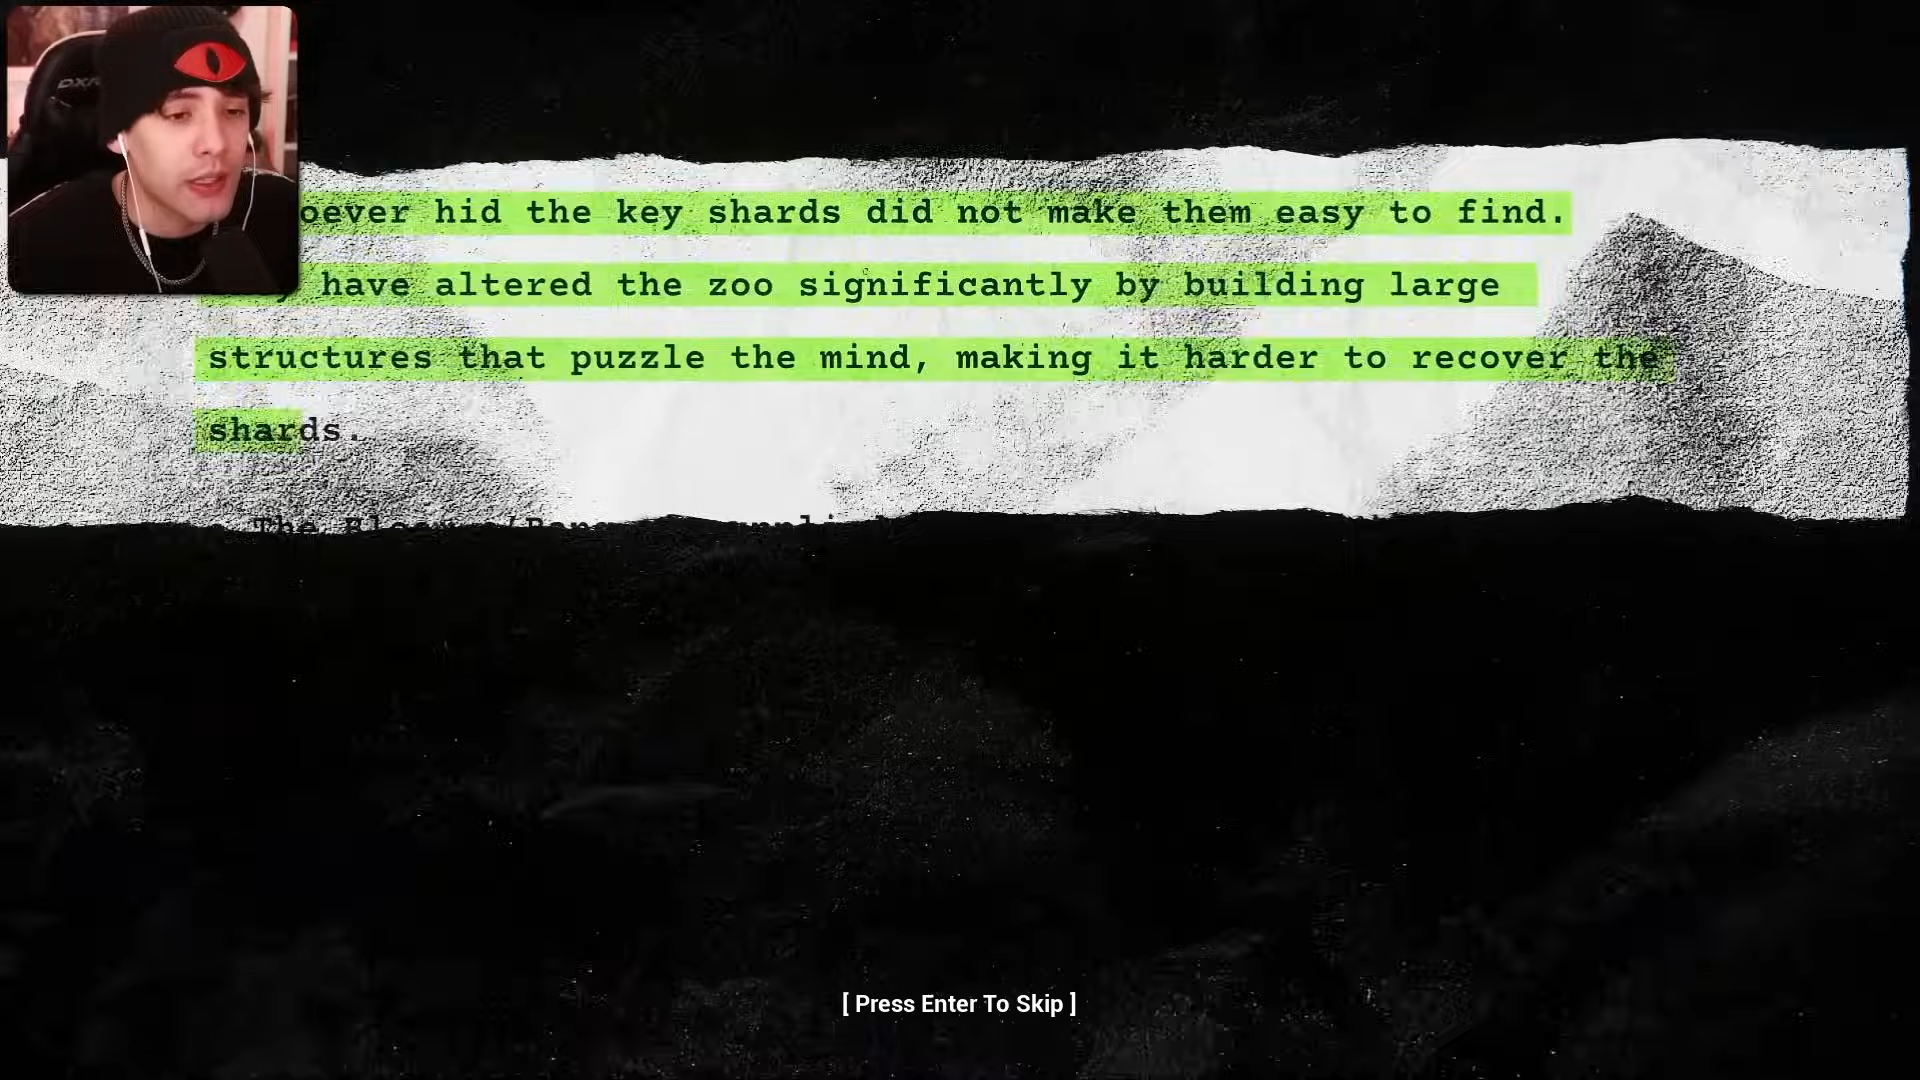 hid the key shards did not make them easy to find.
have altered the zoo significantly by building large
structures that puzzle the mind, making it harder to recover the
shards.
The
[ Press Enter To Skip ]